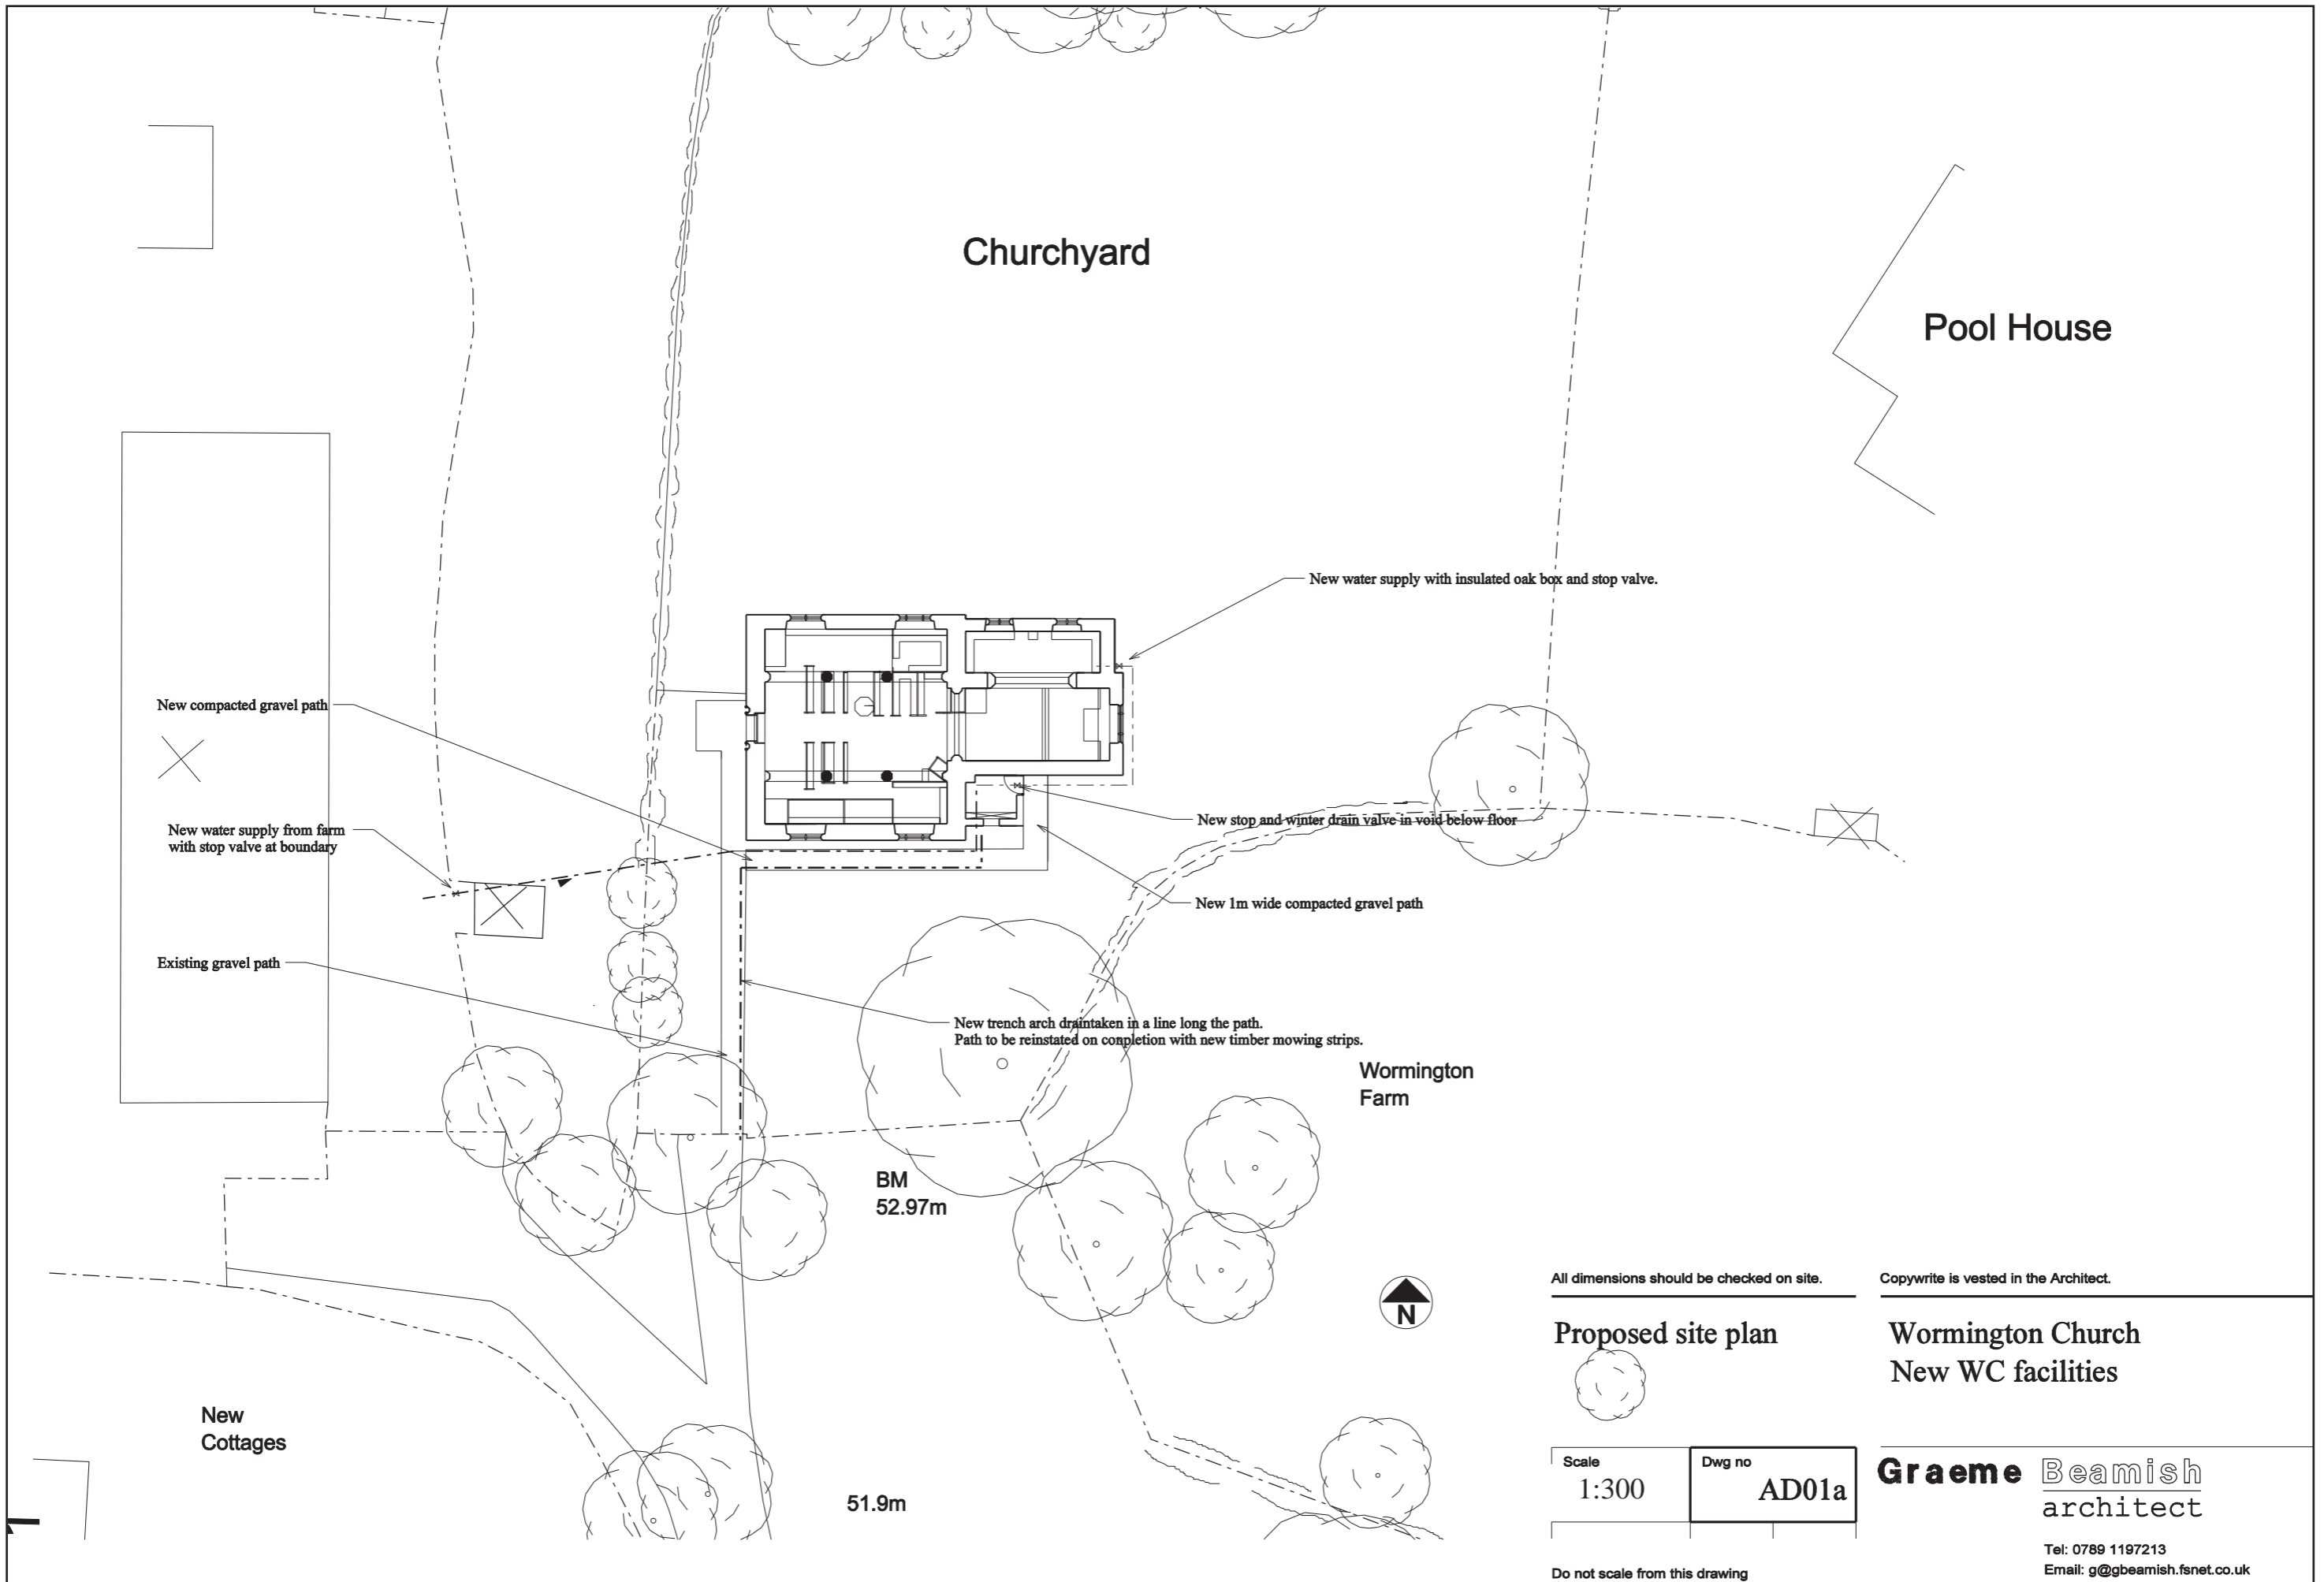 Churchyard
Pool House
New water supply with insulated oak box and stop valve.
New compacted gravel path
New water supply from farm
with stop valve at boundary
New stop and winter drain valve in void below floor
New 1m wide compacted gravel path
Existing gravel path
New trench arch draintaken in a line long the path.
Path to be reinstated on conpletion with new timber mowing strips.
Wormington
Farm
BM
52.97m
N
New
Cottages
51.9m
All dimensions should be checked on site.
Copywrite is vested in the Architect.
Proposed site plan
Wormington Church
New WC facilities
Scale
1:300
Dwg no
AD01a
Graeme Beamish
architect
Tel: 0789 1197213
Email: g@gbeamish.fsnet.co.uk
Do not scale from this drawing